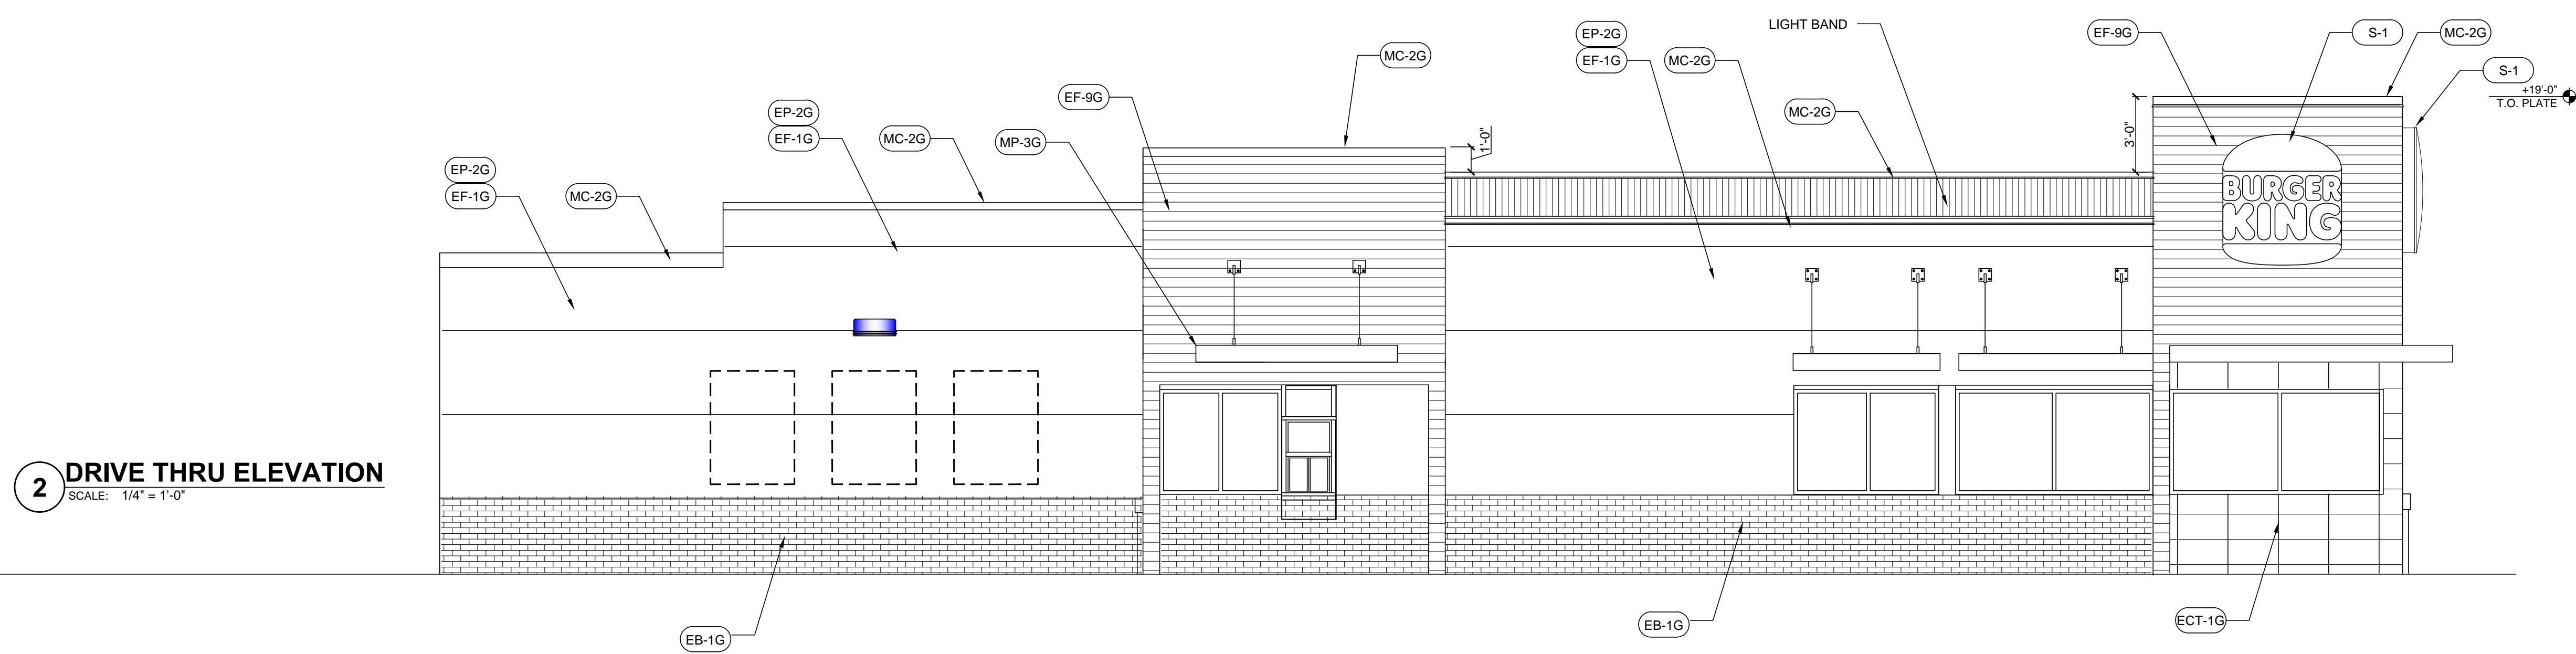 LIGHT BAND
EP-2G
EF-1G
MC-2G
EF-9G
S-1
MC-2G
S-1
+19'-0"
T.O. PLATE
MC-2G
EF-9G
EP-2G
EF-1G
MC-2G
MP-3G
1'-0"
MC-2G
3'-0"
EP-2G
EF-1G
MC-2G
BURGER
KING
2
DRIVE THRU ELEVATION
SCALE: 1/4" = 1'-0"
EB-1G
EB-1G
ECT-1G